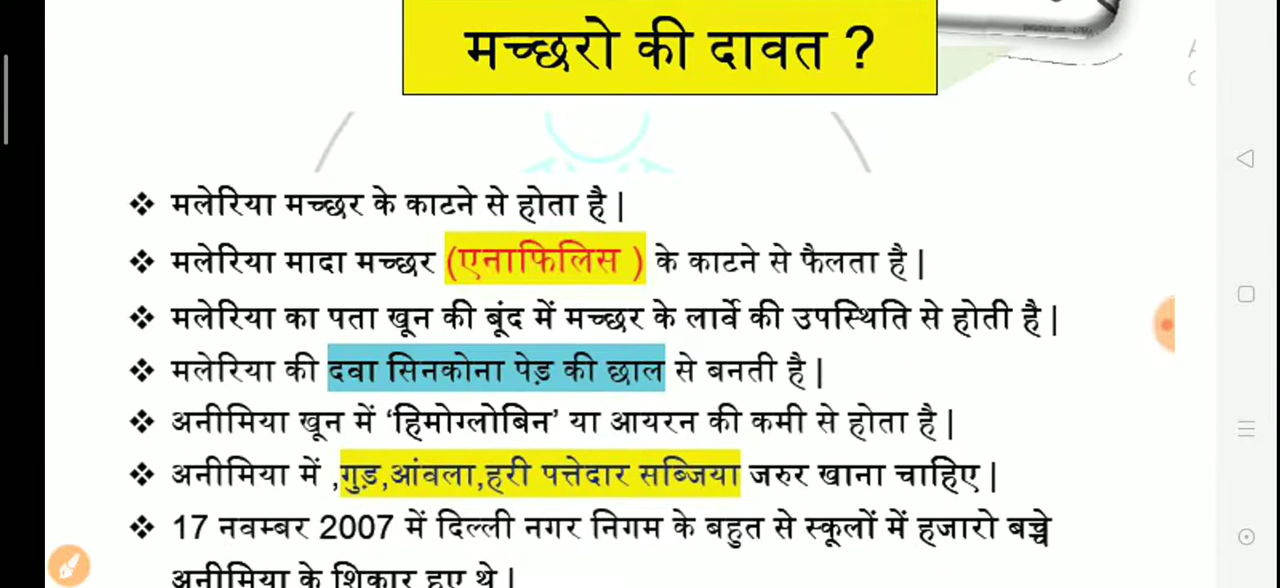 मच्छरो की दावत ?
❖ मलेरिया मच्छर के काटने से होता है |
❖ मलेरिया मादा मच्छर (एनाफिलिस ) के काटने से फैलता है |
❖ मलेरिया का पता खून की बूंद में मच्छर के लार्वे की उपस्थिति से होती है |
❖ मलेरिया की दवा सिनकोना पेड़ की छाल से बनती है |
❖ अनीमिया खून में ‘हिमोग्लोबिन’ या आयरन की कमी से होता है |
❖ अनीमिया में ,गुड़,आंवला,हरी पत्तेदार सब्जिया जरुर खाना चाहिए |
❖ 17 नवम्बर 2007 में दिल्ली नगर निगम के बहुत से स्कूलों में हजारो बच्चे
अनीमिया के शिकार हुए थे |